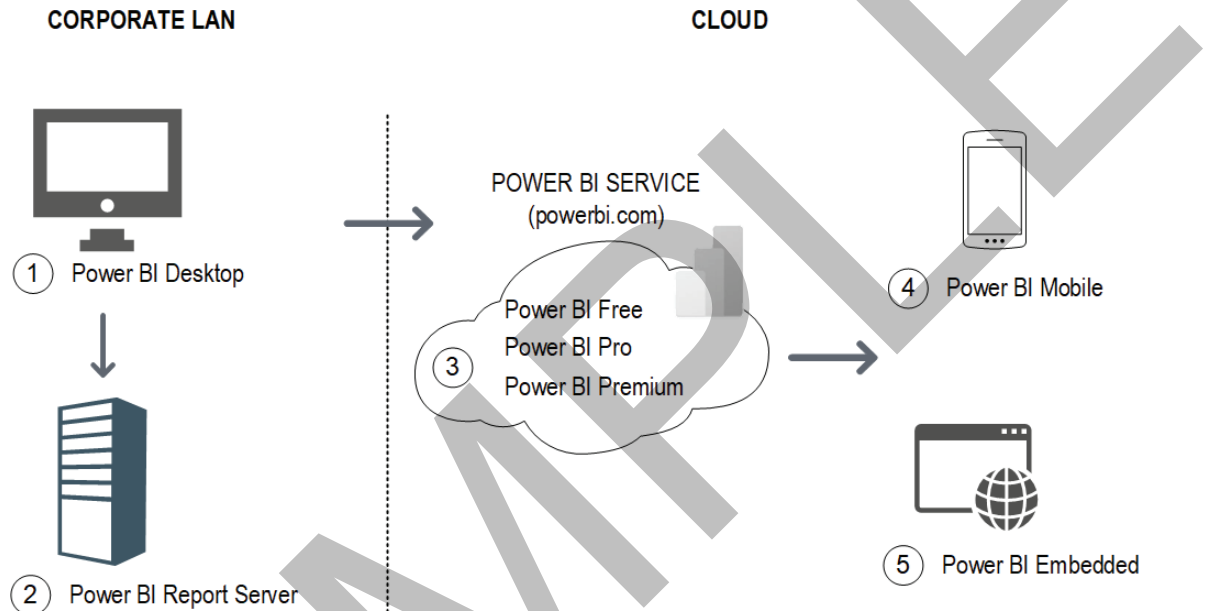 CORPORATE LAN
CLOUD
POWER BI SERVICE
(powerbi.com)
1 Power BI Desktop
4 Power BI Mobile
Power BI Free
3 Power BI Pro
Power BI Premium
2 Power BI Report Server
5 Power BI Embedded
MPLE